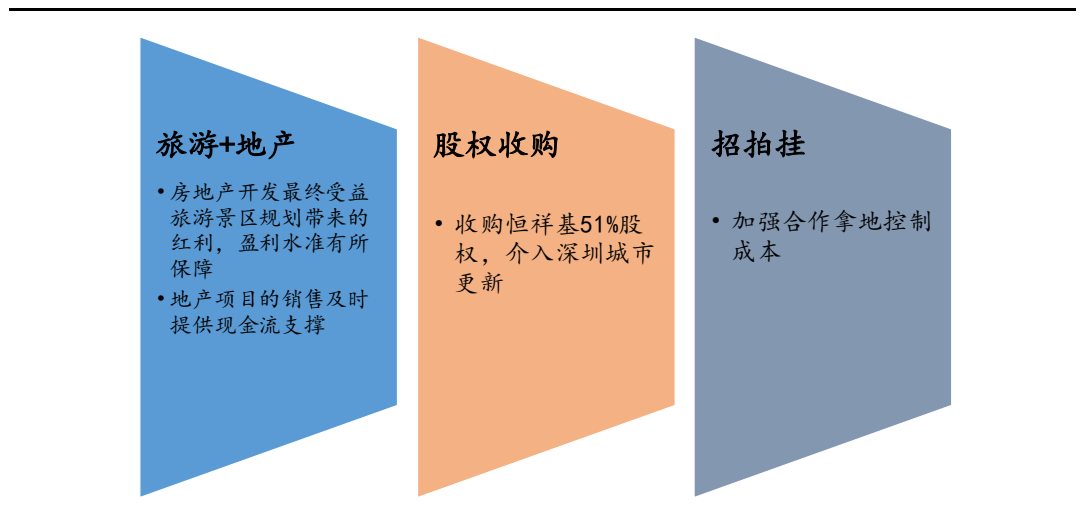 旅游+地产
• 房地产开发最终受益
旅游景区规划带来的
红利，盈利水准有所
保障
• 地产项目的销售及时
提供现金流支撑
股权收购
• 收购恒祥基51%股
权，介入深圳城市
更新
招拍挂
• 加强合作拿地控制
成本